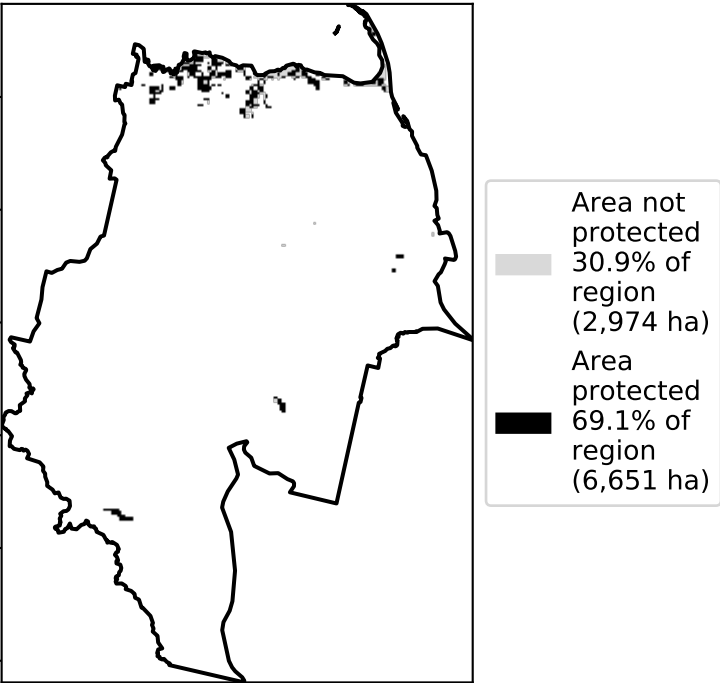 Area not
protected
30.9% of
region
(2,974 ha)
Area
protected
69.1% of
region
(6,651 ha)